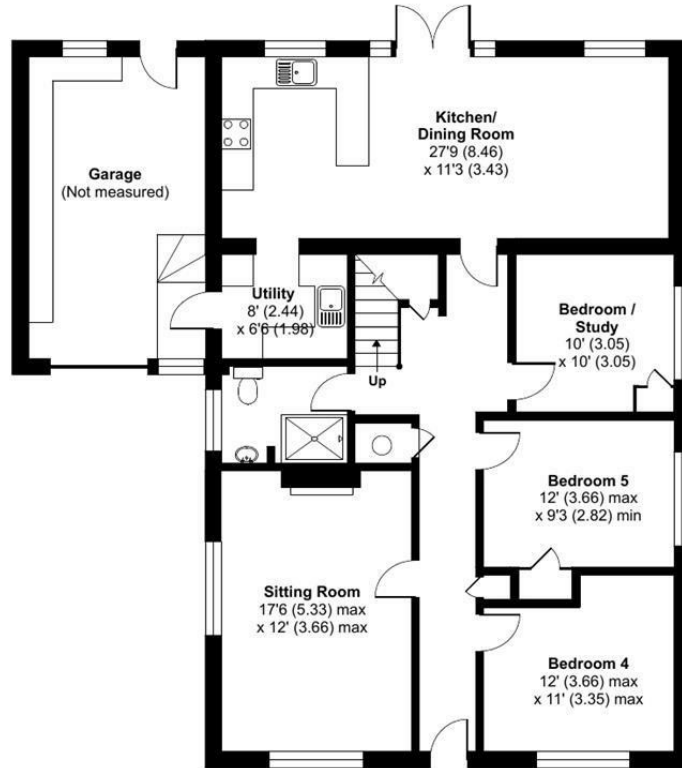 Kitchen/
Dining Room
27'9 (8.46)
x 11'3 (3.43)
Garage
(Not measured)
Utility
8' (2.44)
x 6'6 (1.98)
Bedroom /
Study
10' (3.05)
x 10' (3.05)
Up
Bedroom 5
12' (3.66) max
x 9'3 (2.82) min
Sitting Room
17'6 (5.33) max
x 12' (3.66) max
Bedroom 4
12' (3.66) max
x 11' (3.35) max